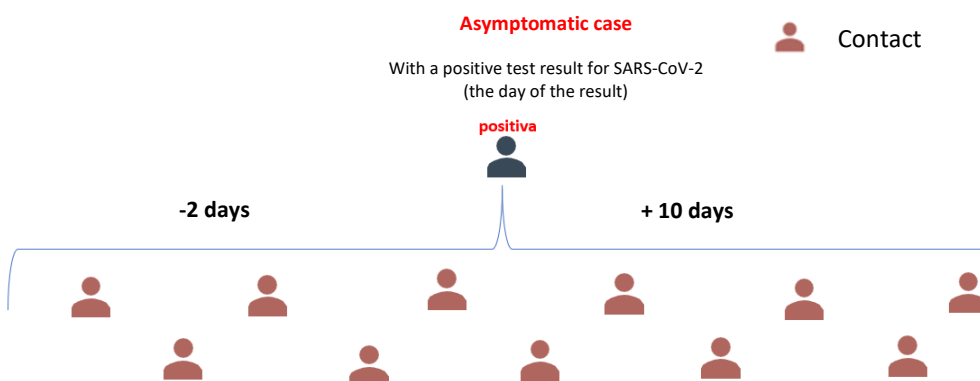 Asymptomatic case
Contact
With a positive test result for SARS-CoV-2
(the day of the result)
positiva
-2 days
+ 10 days